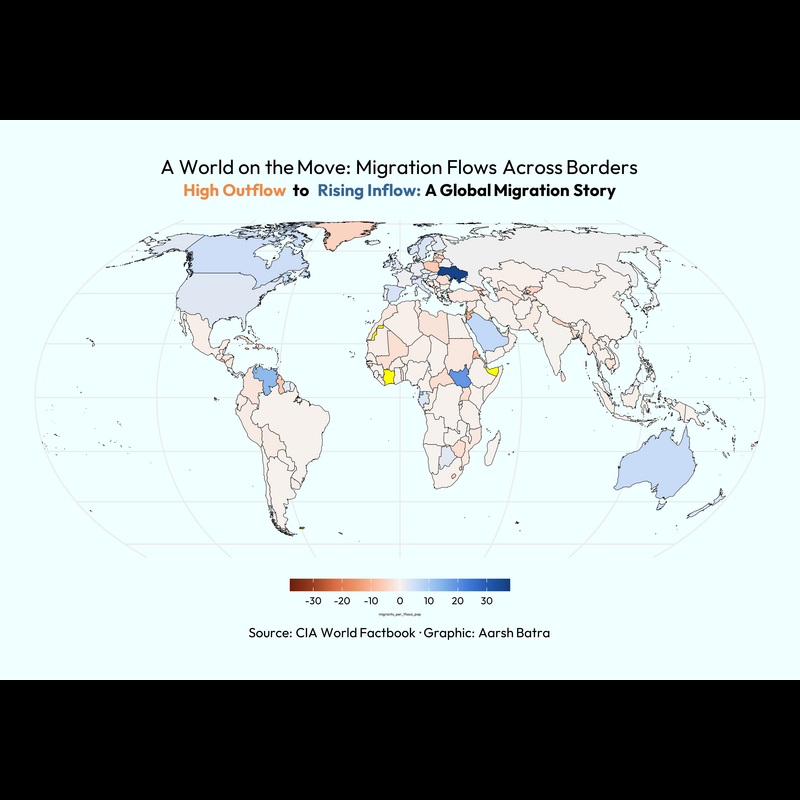 A World on the Move: Migration Flows Across Borders
High Outflow to Rising Inflow: A Global Migration Story
-30 -20 -10 0 10 20 30
migrants_per_thous_pop
Source: CIA World Factbook · Graphic: Aarsh Batra